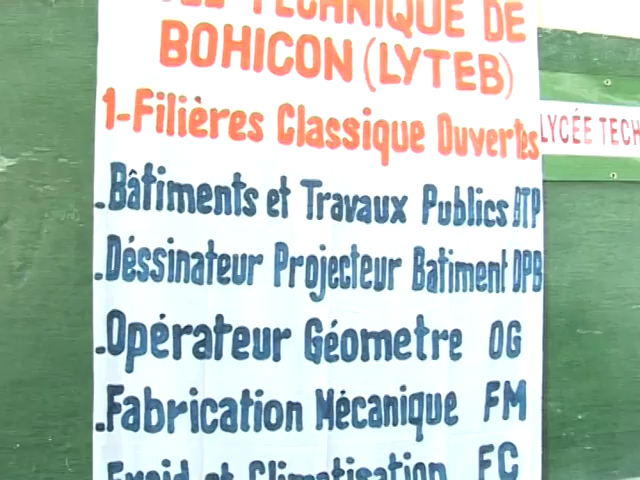 TECHNIQUE DE
BOHICON (LYTEB)
1-Filières Classique Ouvertes
LYCÉE TECH
.Bâtiments et Travaux Publics BTP
.Déssinateur Projecteur Batiment DPB
.Opérateur Géometre OG
.Fabrication Mécanique FM
Froid et Climatisation FC